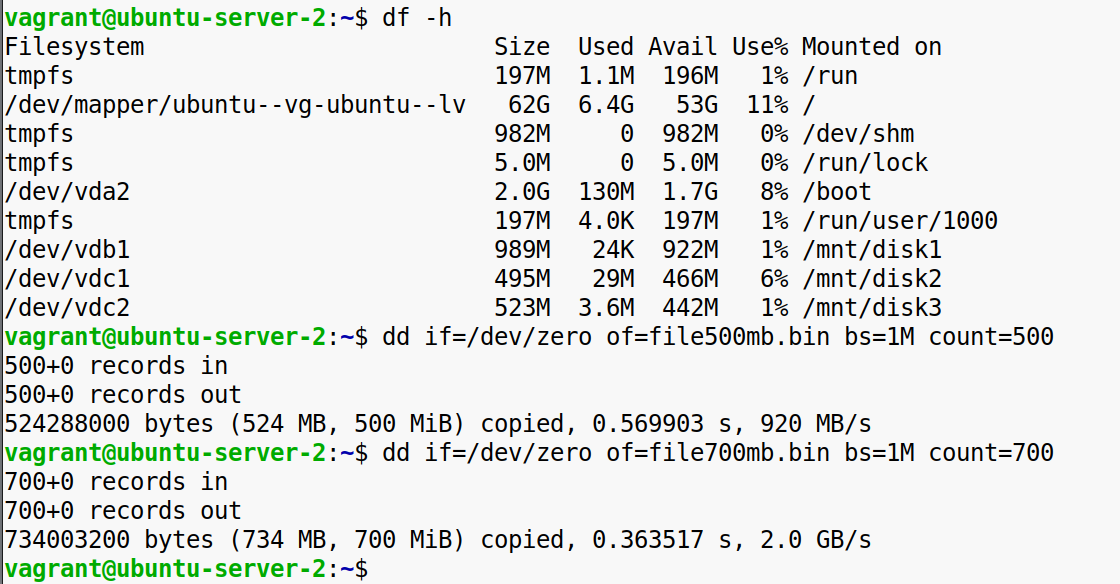 vagrant@ubuntu-server-2:~$ df -h
Filesystem                         Size  Used Avail Use% Mounted on
tmpfs                              197M  1.1M  196M   1% /run
/dev/mapper/ubuntu--vg-ubuntu--lv   62G  6.4G   53G  11% /
tmpfs                              982M     0  982M   0% /dev/shm
tmpfs                              5.0M     0  5.0M   0% /run/lock
/dev/vda2                          2.0G  130M  1.7G   8% /boot
tmpfs                              197M  4.0K  197M   1% /run/user/1000
/dev/vdb1                          989M   24K  922M   1% /mnt/disk1
/dev/vdc1                          495M   29M  466M   6% /mnt/disk2
/dev/vdc2                          523M  3.6M  442M   1% /mnt/disk3
vagrant@ubuntu-server-2:~$ dd if=/dev/zero of=file500mb.bin bs=1M count=500
500+0 records in
500+0 records out
524288000 bytes (524 MB, 500 MiB) copied, 0.569903 s, 920 MB/s
vagrant@ubuntu-server-2:~$ dd if=/dev/zero of=file700mb.bin bs=1M count=700
700+0 records in
700+0 records out
734003200 bytes (734 MB, 700 MiB) copied, 0.363517 s, 2.0 GB/s
vagrant@ubuntu-server-2:~$